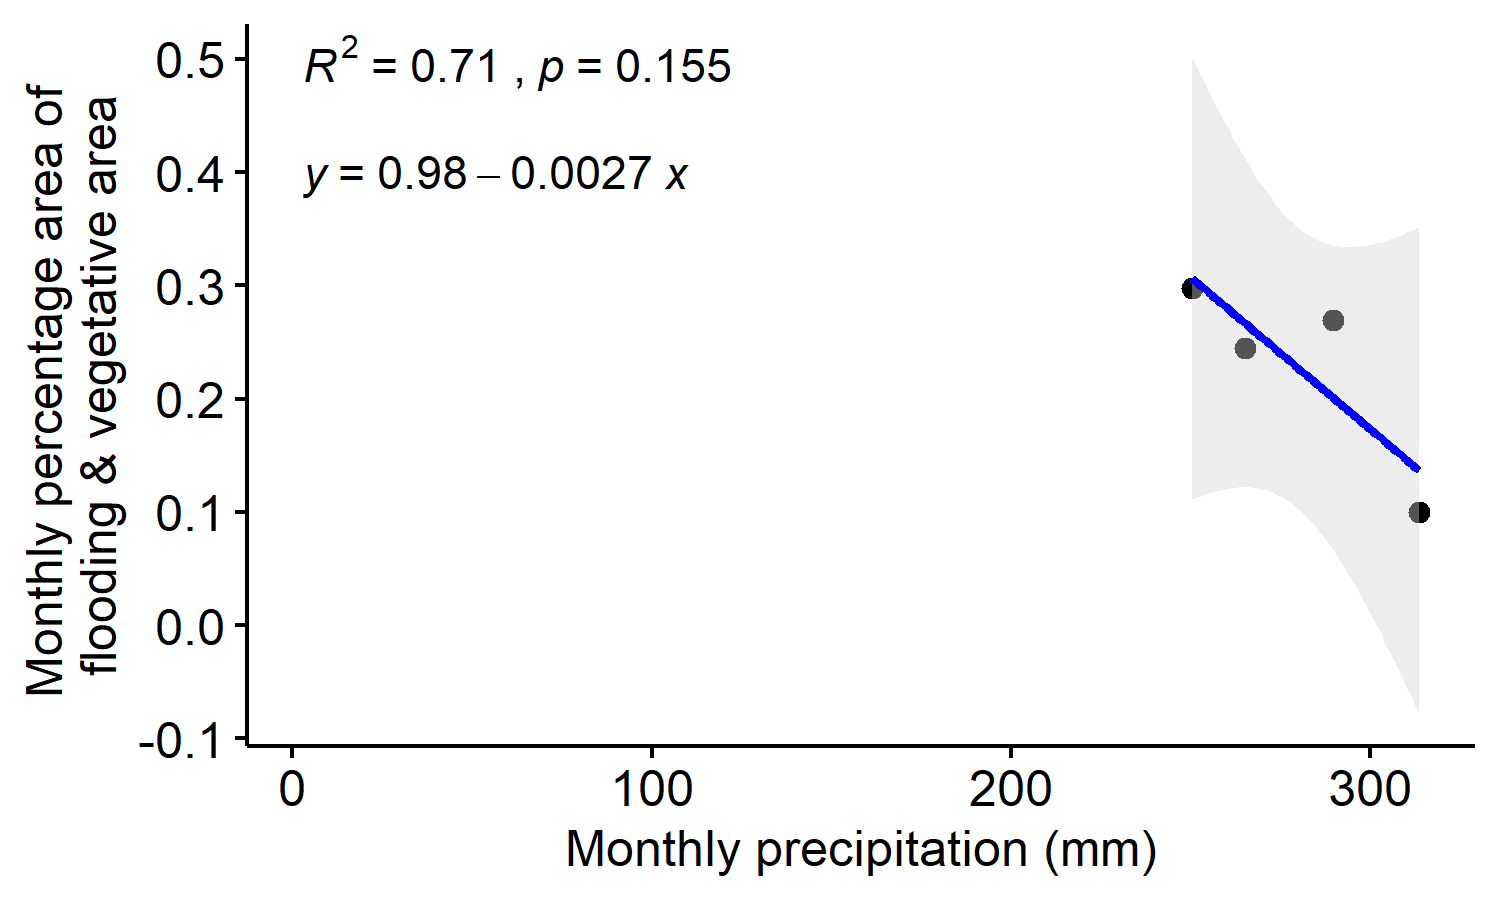 Monthly percentage area of
flooding & vegetative area
0.5
0.4
0.3
0.2
0.1
0.0
-0.1
R² = 0.71 , p = 0.155
y = 0.98 – 0.0027 x
0 100 200 300
Monthly precipitation (mm)